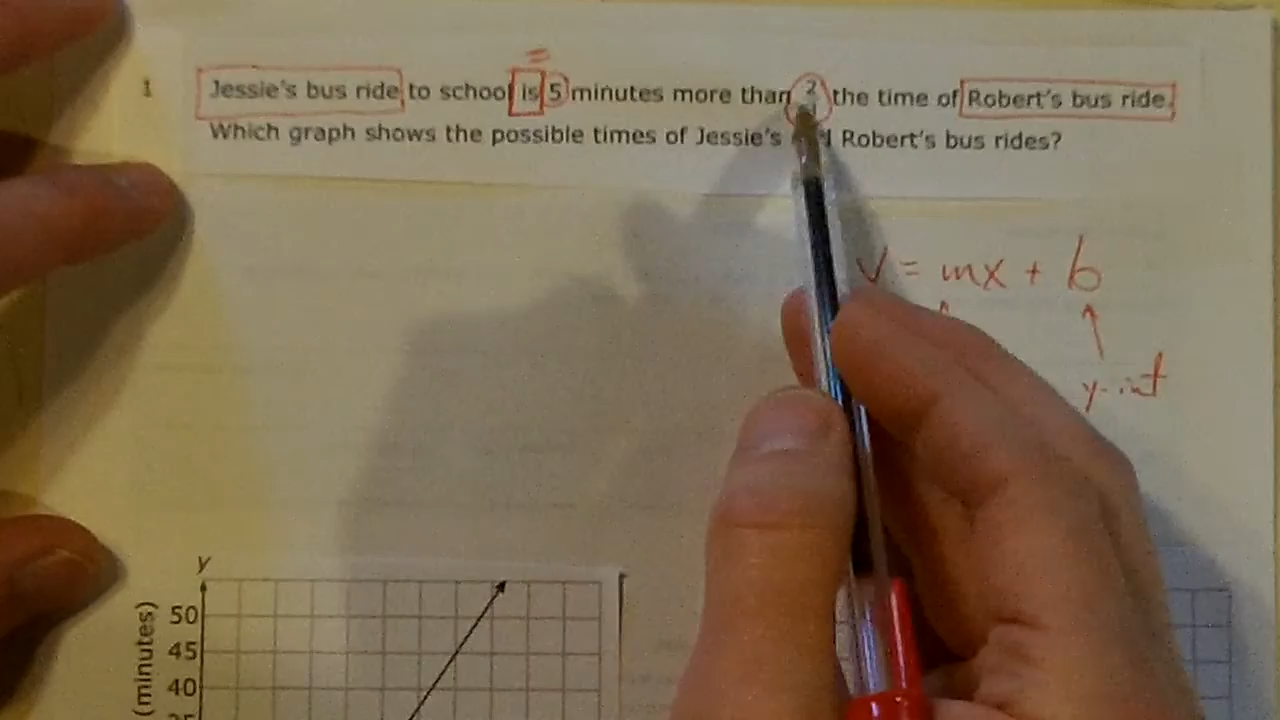 =
1 Jessie's bus ride to school is 5 minutes more than 2 the time of Robert's bus ride.
Which graph shows the possible times of Jessie's Robert's bus rides?
y = mx + b
y-int
y
50
45
40
(minutes)